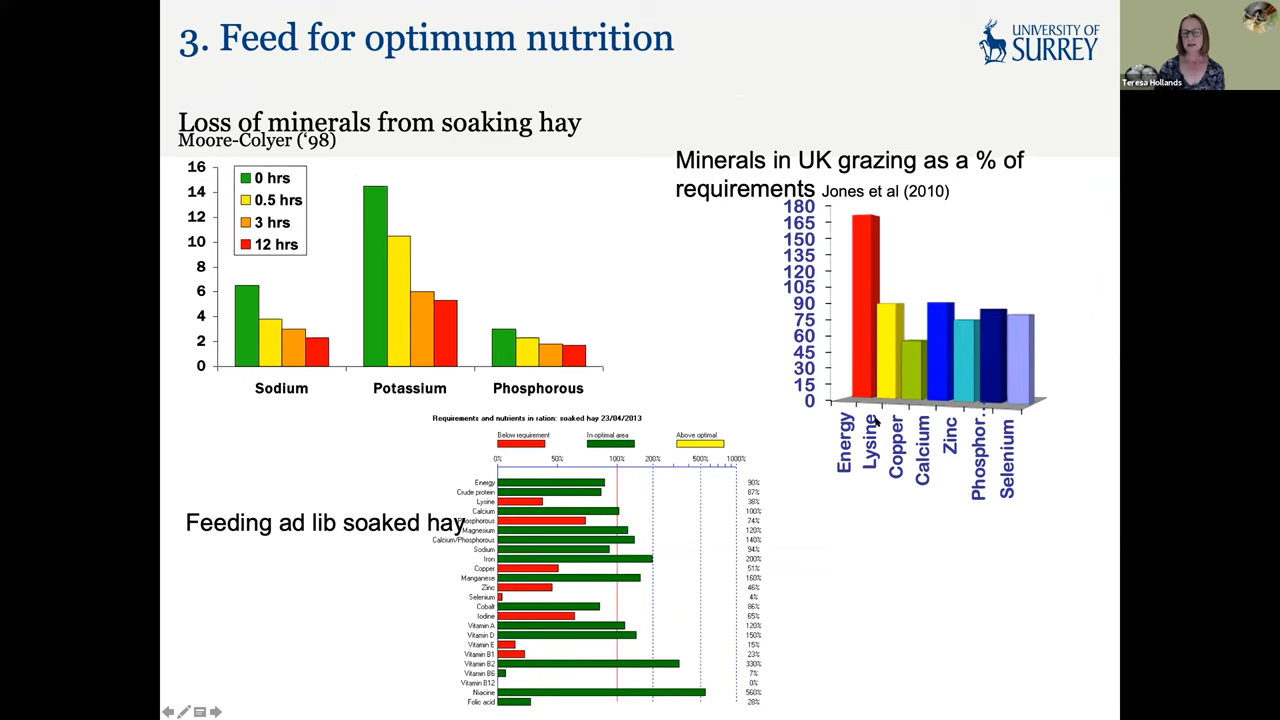 3. Feed for optimum nutrition
UNIVERSITY OF
SURREY
Teresa Hollands
Loss of minerals from soaking hay
Moore-Colyer (‘98)
16
14
12
10
8
6
4
2
0
0 hrs
0.5 hrs
3 hrs
12 hrs
Sodium
Potassium
Phosphorous
Minerals in UK grazing as a % of
requirements Jones et al (2010)
180
165
150
135
120
105
90
75
60
45
30
15
0
Energy
Lysine
Copper
Calcium
Zinc
Phosphor...
Selenium
Feeding ad lib soaked hay
Requirements and nutrients in ration: soaked hay 23/04/2013
Below requirement
In optimal area
Above optimal
0% 50% 100% 200% 500% 1000%
Energy 90%
Crude protein 87%
Lysine 38%
Calcium 100%
Phosphorous 74%
Magnesium 120%
Calcium/Phosphorous 140%
Sodium 94%
Iron 200%
Copper 51%
Manganese 160%
Zinc 46%
Selenium 4%
Cobalt 86%
Iodine 65%
Vitamin A 120%
Vitamin D 150%
Vitamin E 15%
Vitamin B1 23%
Vitamin B2 330%
Vitamin B6 7%
Vitamin B12 0%
Niacine 560%
Folic acid 28%